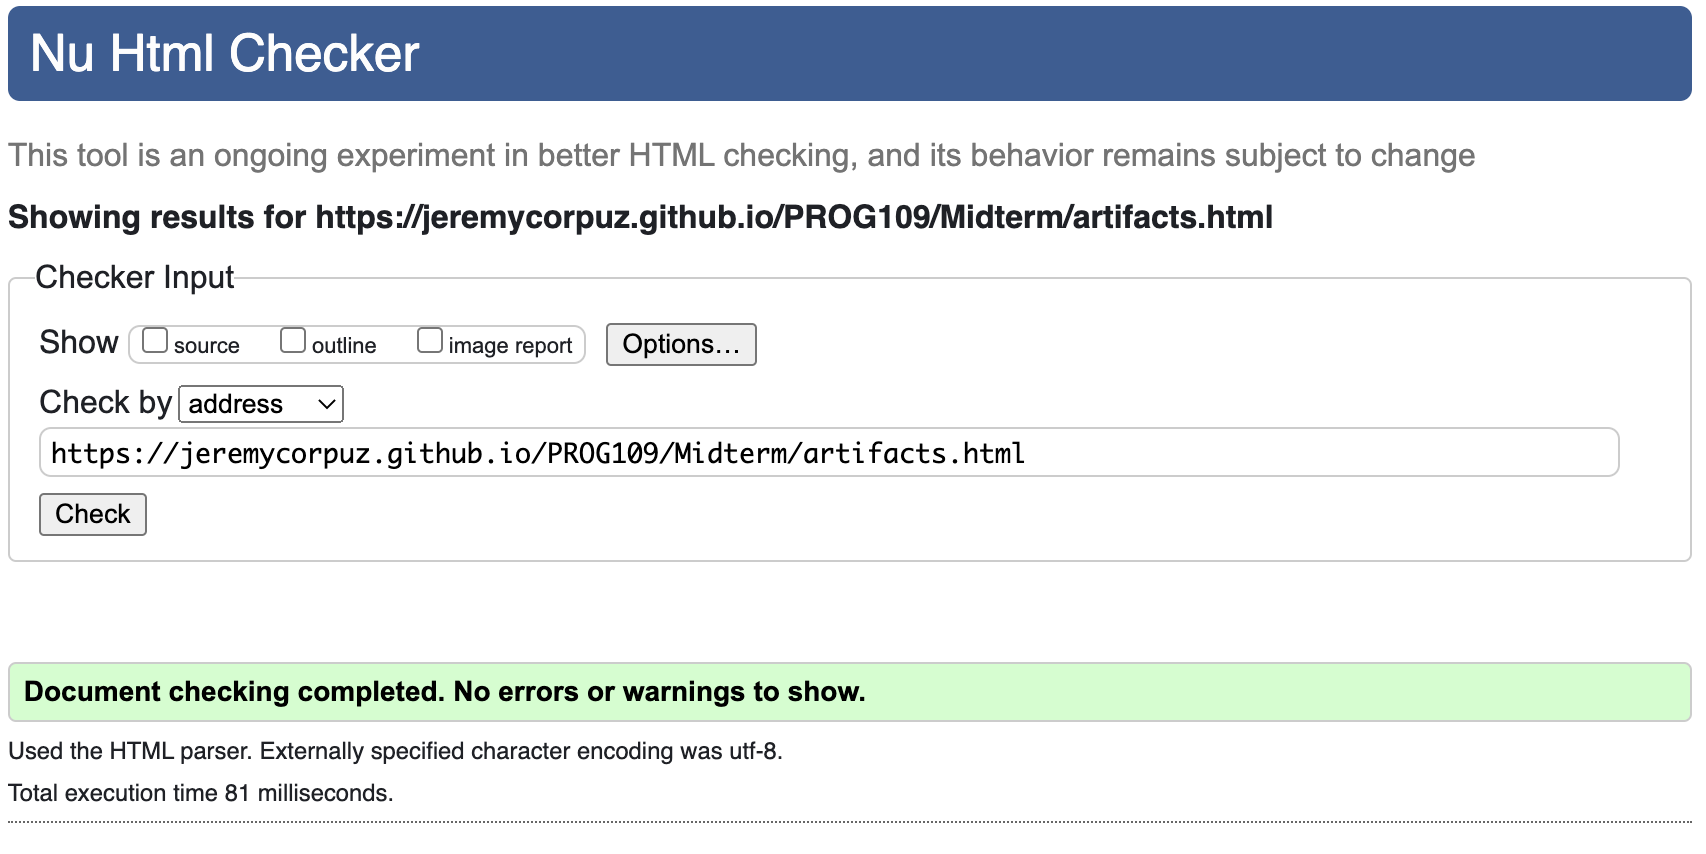 Nu Html Checker
This tool is an ongoing experiment in better HTML checking, and its behavior remains subject to change
Showing results for https://jeremycorpuz.github.io/PROG109/Midterm/artifacts.html
Checker Input
Show source outline image report Options...
Check by address
https://jeremycorpuz.github.io/PROG109/Midterm/artifacts.html
Check
Document checking completed. No errors or warnings to show.
Used the HTML parser. Externally specified character encoding was utf-8.
Total execution time 81 milliseconds.